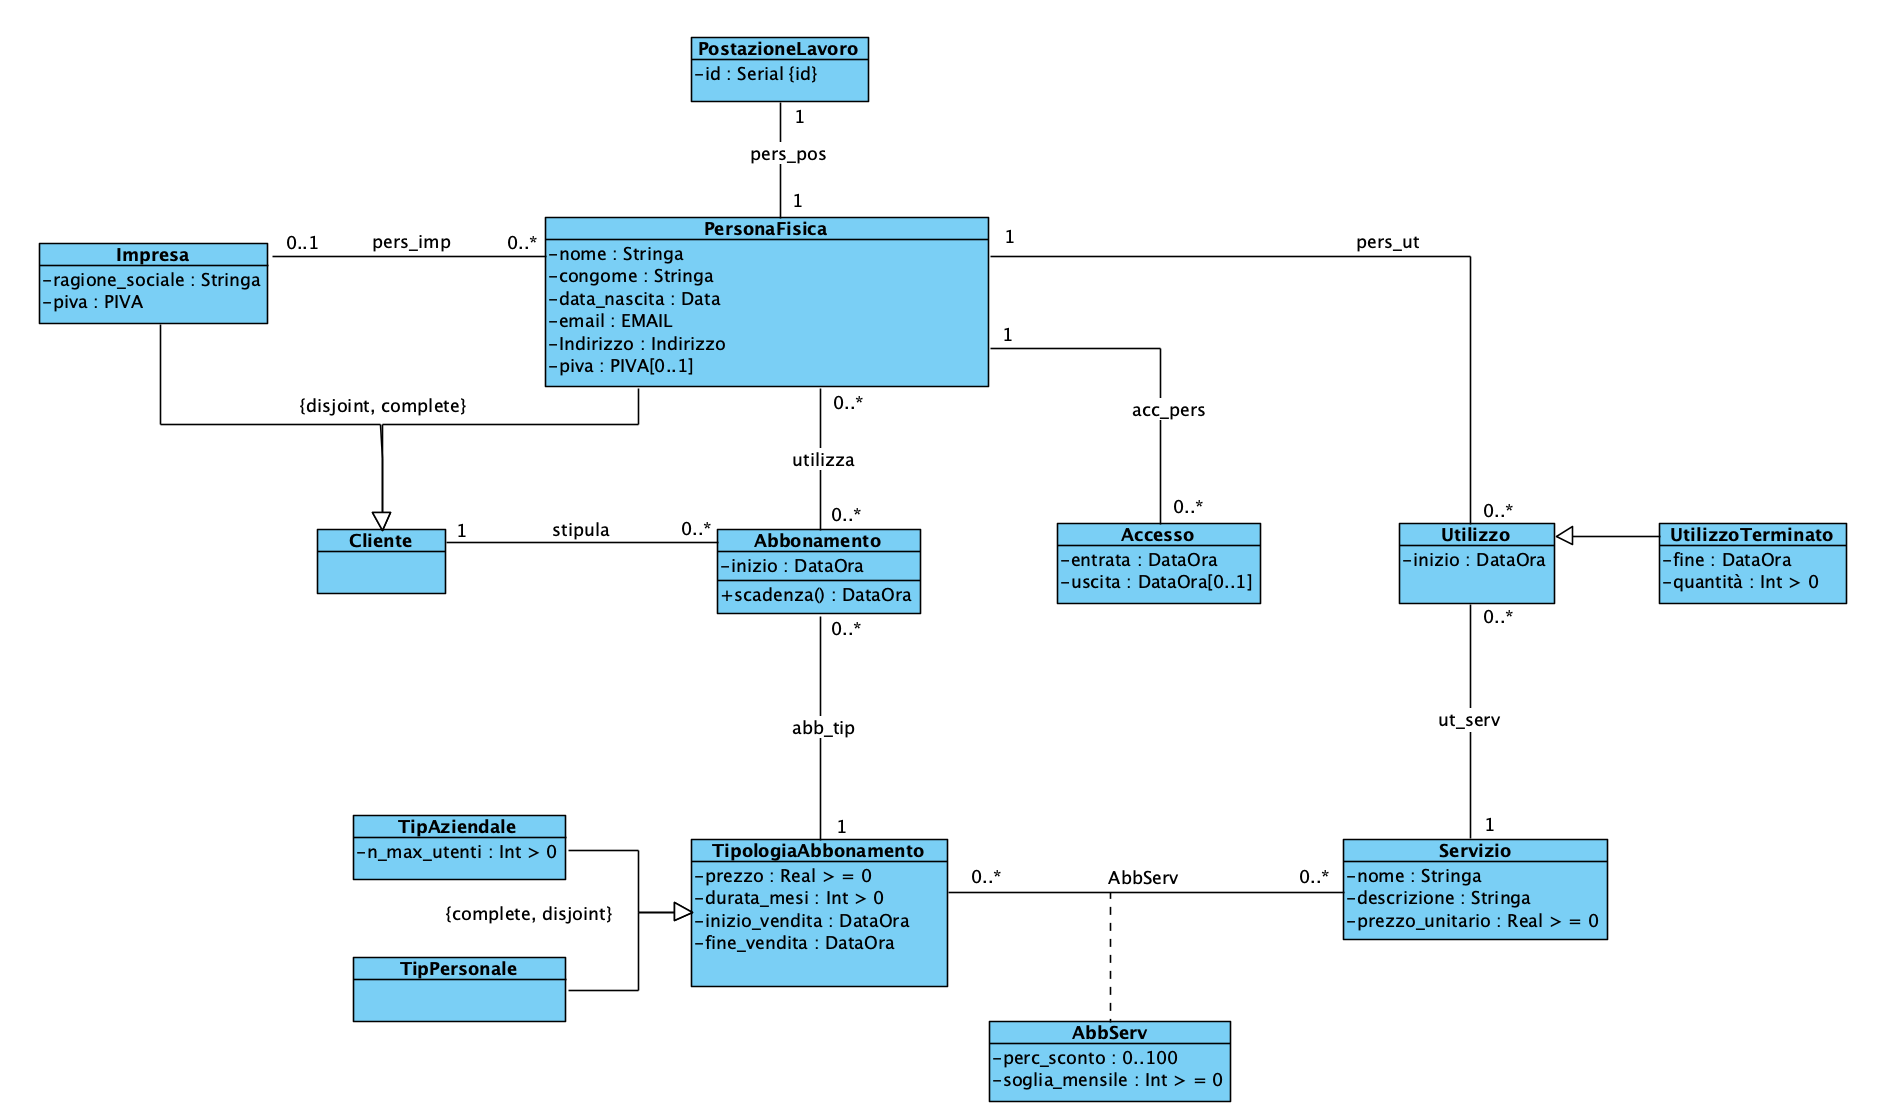 PostazioneLavoro
-id : Serial {id}
1
pers_pos
1
Impresa
-ragione_sociale : Stringa
-piva : PIVA
0..1
pers_imp
0..*
PersonaFisica
-nome : Stringa
-congome : Stringa
-data_nascita : Data
-email : EMAIL
-Indirizzo : Indirizzo
-piva : PIVA[0..1]
1
pers_ut
1
acc_pers
0..*
{disjoint, complete}
0..*
utilizza
0..*
Cliente
1
stipula
0..*
Abbonamento
-inizio : DataOra
+scadenza() : DataOra
0..*
Accesso
-entrata : DataOra
-uscita : DataOra[0..1]
0..*
Utilizzo
-inizio : DataOra
0..*
UtilizzoTerminato
-fine : DataOra
-quantità : Int > 0
abb_tip
1
ut_serv
1
TipAziendale
-n_max_utenti : Int > 0
{complete, disjoint}
TipPersonale
TipologiaAbbonamento
-prezzo : Real > = 0
-durata_mesi : Int > 0
-inizio_vendita : DataOra
-fine_vendita : DataOra
0..*
AbbServ
0..*
Servizio
-nome : Stringa
-descrizione : Stringa
-prezzo_unitario : Real > = 0
AbbServ
-perc_sconto : 0..100
-soglia_mensile : Int > = 0